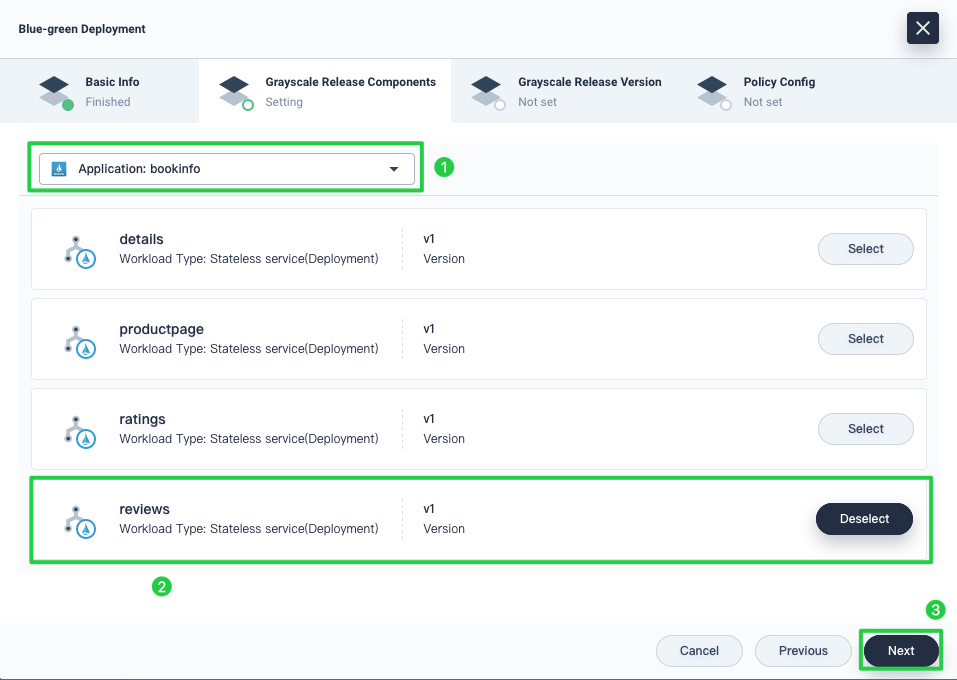 Blue-green Deployment
Basic Info
Finished
Grayscale Release Components
Setting
Grayscale Release Version
Not set
Policy Config
Not set
Application: bookinfo
1
details
Workload Type: Stateless service(Deployment)
v1
Version
Select
productpage
Workload Type: Stateless service(Deployment)
v1
Version
Select
ratings
Workload Type: Stateless service(Deployment)
v1
Version
Select
reviews
Workload Type: Stateless service(Deployment)
v1
Version
Deselect
2
3
Cancel
Previous
Next